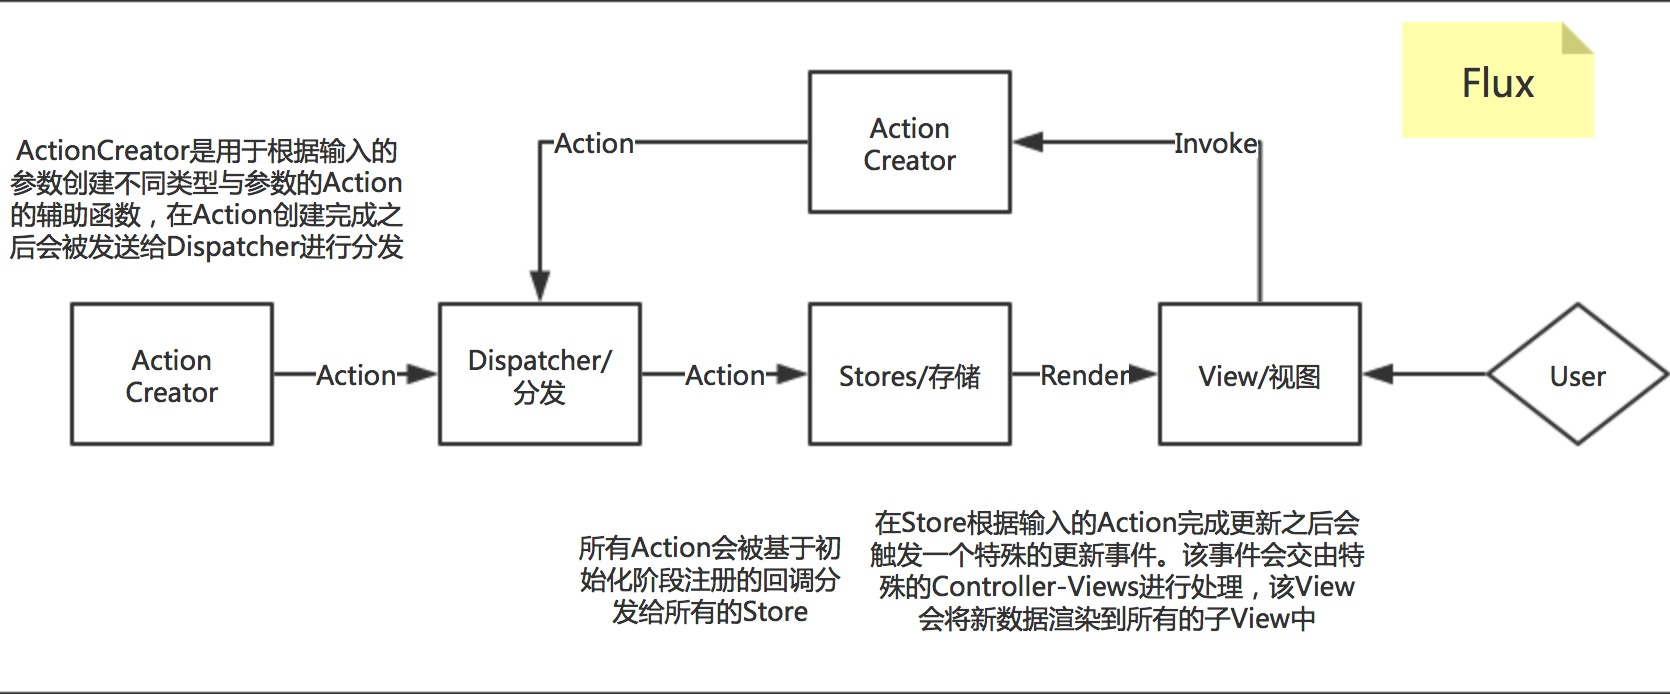 Flux
Action
Creator
Action
Invoke
ActionCreator是用于根据输入的
参数创建不同类型与参数的Action
的辅助函数，在Action创建完成之
后会被发送给Dispatcher进行分发
Action
Creator
Action
Dispatcher/
分发
Action
Stores/存储
Render
View/视图
User
所有Action会被基于初
始化阶段注册的回调分
发给所有的Store
在Store根据输入的Action完成更新之后会
触发一个特殊的更新事件。该事件会交由特
殊的Controller-Views进行处理，该View
会将新数据渲染到所有的子View中